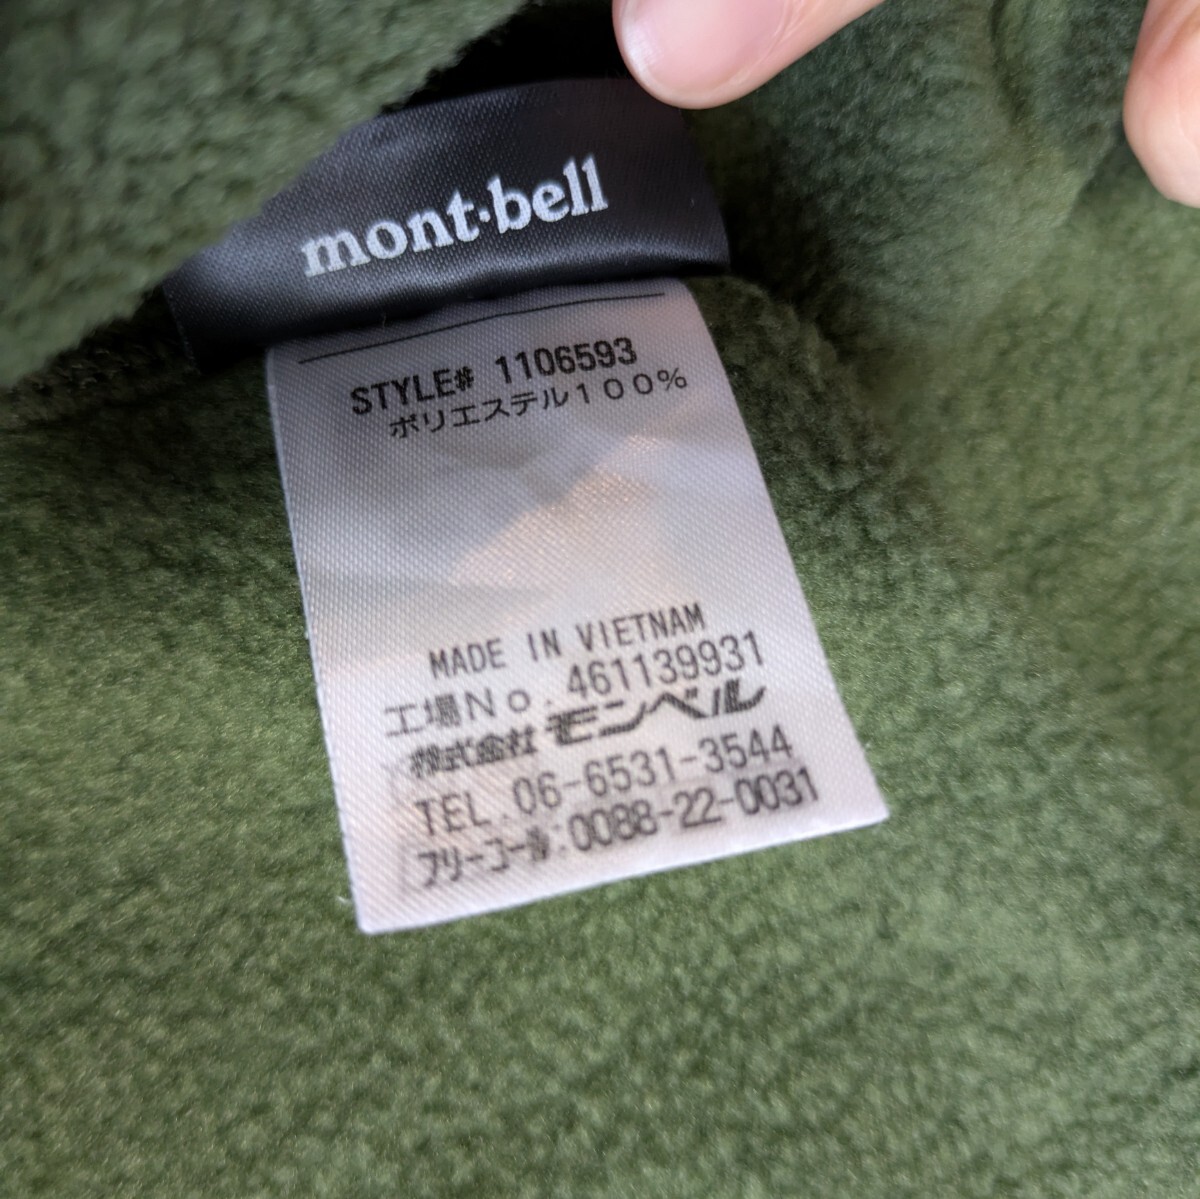 mont·bell
STYLE# 1106593
ポリエステル100%
MADE IN VIETNAM
工場No. 461139931
株式会社モンベル
TEL. 06-6531-3544
フリーコール:0088-22-0031